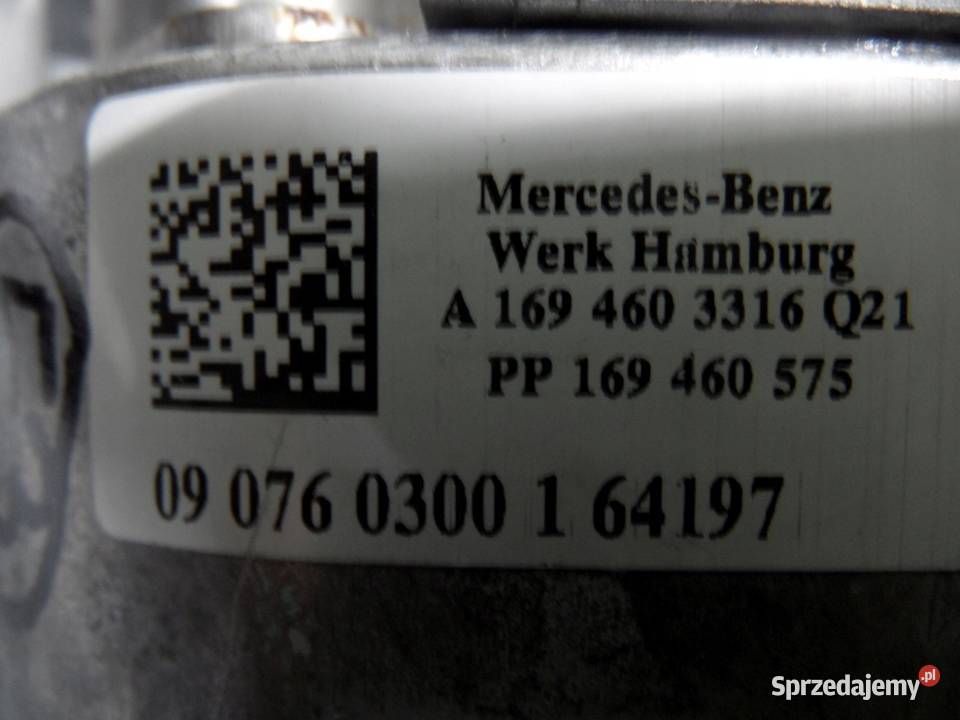 Mercedes-Benz
Werk Hamburg
A 169 460 3316 Q21
PP 169 460 575
09 076 0300 1 64197
Sprzedajemy.pl